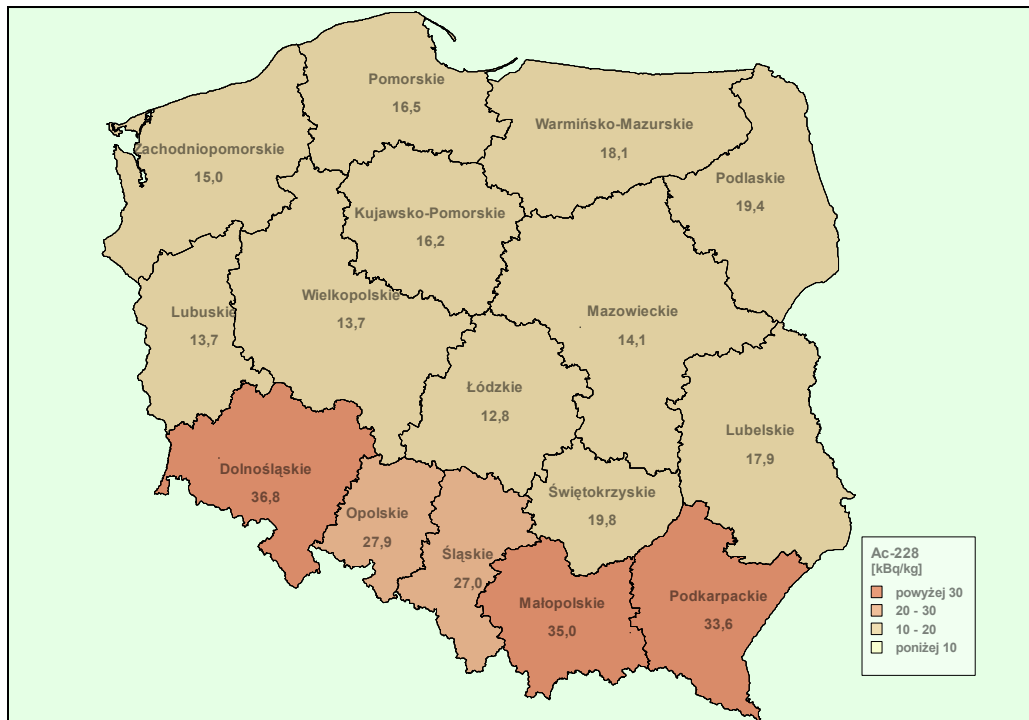 Pomorskie
16,5
Warmińsko-Mazurskie
18,1
Zachodniopomorskie
15,0
Podlaskie
19,4
Kujawsko-Pomorskie
16,2
Wielkopolskie
13,7
Lubuskie
13,7
Mazowieckie
14,1
Łódzkie
12,8
Lubelskie
17,9
Dolnośląskie
36,8
Świętokrzyskie
19,8
Opolskie
27,9
Śląskie
27,0
Małopolskie
35,0
Podkarpackie
33,6
Ac-228
[kBq/kg]
powyżej 30
20 - 30
10 - 20
poniżej 10